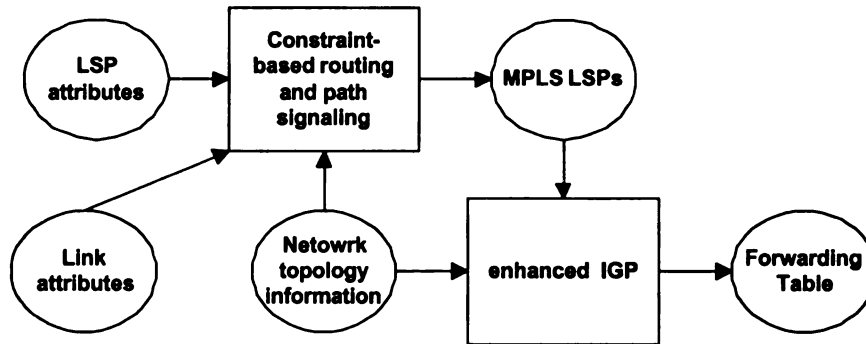 LSP
attributes
Constraint-
based routing
and path
signaling
MPLS LSPs
Link
attributes
Netowrk
topology
information
enhanced IGP
Forwarding
Table